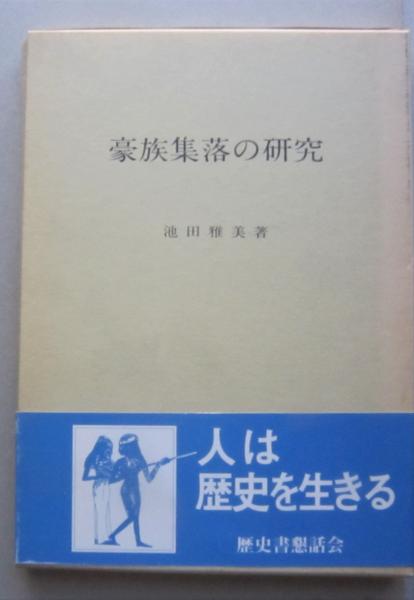 豪族集落の研究
池田雅美著
人は
歴史を生きる
歴史書懇話会